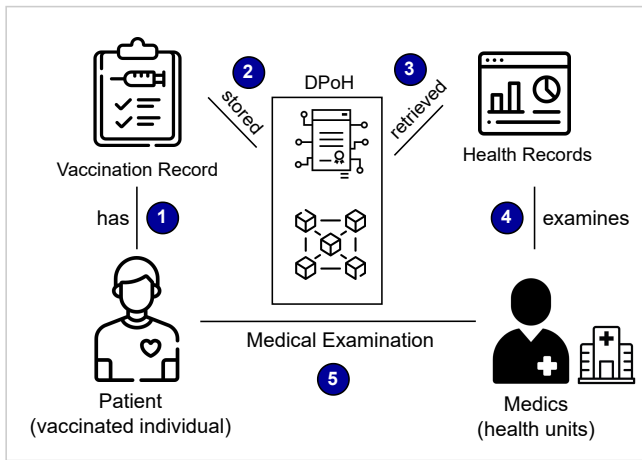 2
DPoH
3
stored
retrieved
Vaccination Record
Health Records
has
1
4
examines
Medical Examination
5
Patient
(vaccinated individual)
Medics
(health units)